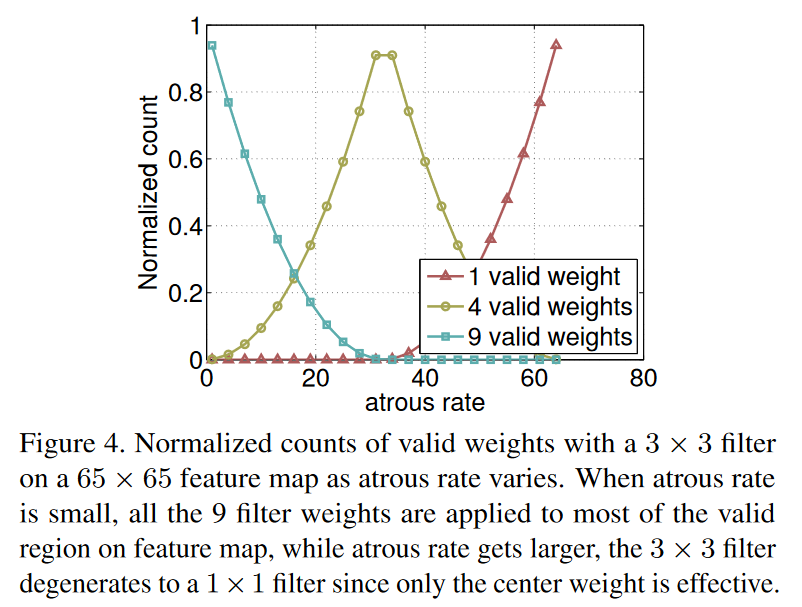 1
0.8
0.6
0.4
0.2
0
Normalized count
1 valid weight
4 valid weights
9 valid weights
0 20 40 60 80
atrous rate
Figure 4. Normalized counts of valid weights with a 3 × 3 filter
on a 65 × 65 feature map as atrous rate varies. When atrous rate
is small, all the 9 filter weights are applied to most of the valid
region on feature map, while atrous rate gets larger, the 3 × 3 filter
degenerates to a 1 × 1 filter since only the center weight is effective.